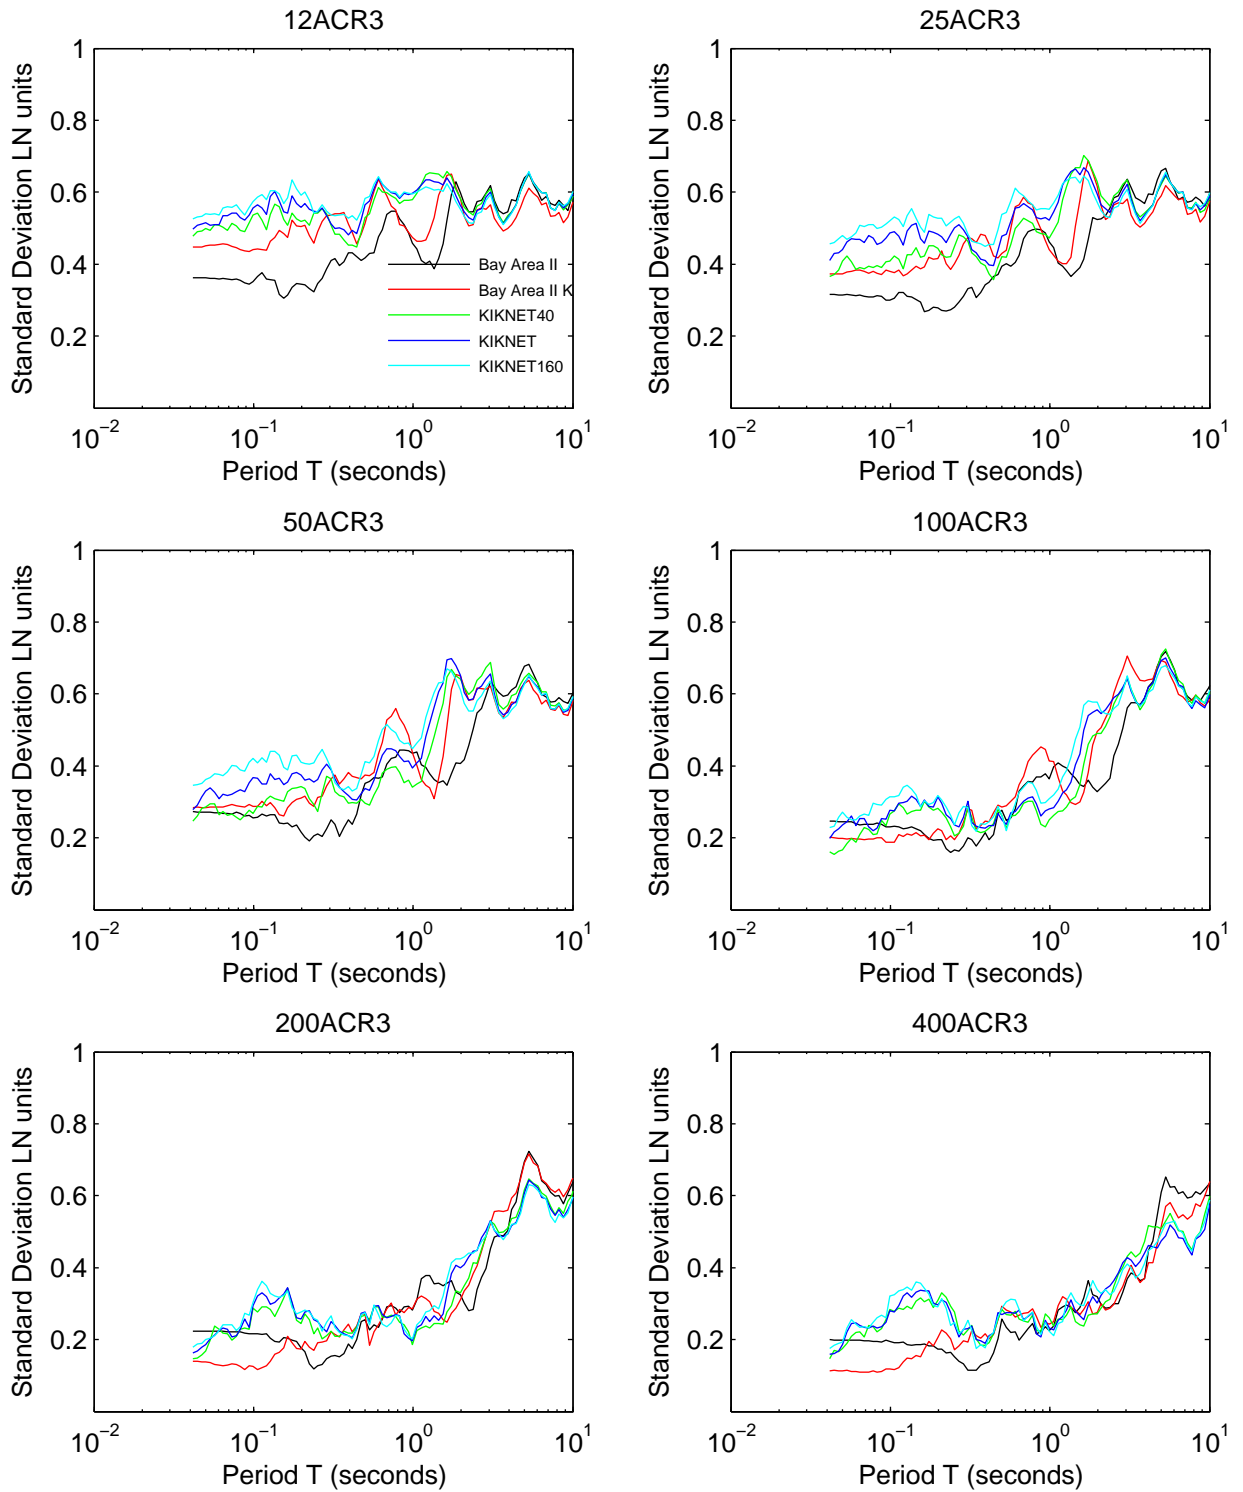 12ACR3
25ACR3
Standard Deviation LN units
1
0.8
0.6
0.4
0.2
Bay Area II
Bay Area II K
KIKNET40
KIKNET
KIKNET160
10⁻² 10⁻¹ 10⁰ 10¹
Period T (seconds)
Standard Deviation LN units
1
0.8
0.6
0.4
0.2
10⁻² 10⁻¹ 10⁰ 10¹
Period T (seconds)
50ACR3
100ACR3
Standard Deviation LN units
1
0.8
0.6
0.4
0.2
10⁻² 10⁻¹ 10⁰ 10¹
Period T (seconds)
Standard Deviation LN units
1
0.8
0.6
0.4
0.2
10⁻² 10⁻¹ 10⁰ 10¹
Period T (seconds)
200ACR3
400ACR3
Standard Deviation LN units
1
0.8
0.6
0.4
0.2
10⁻² 10⁻¹ 10⁰ 10¹
Period T (seconds)
Standard Deviation LN units
1
0.8
0.6
0.4
0.2
10⁻² 10⁻¹ 10⁰ 10¹
Period T (seconds)